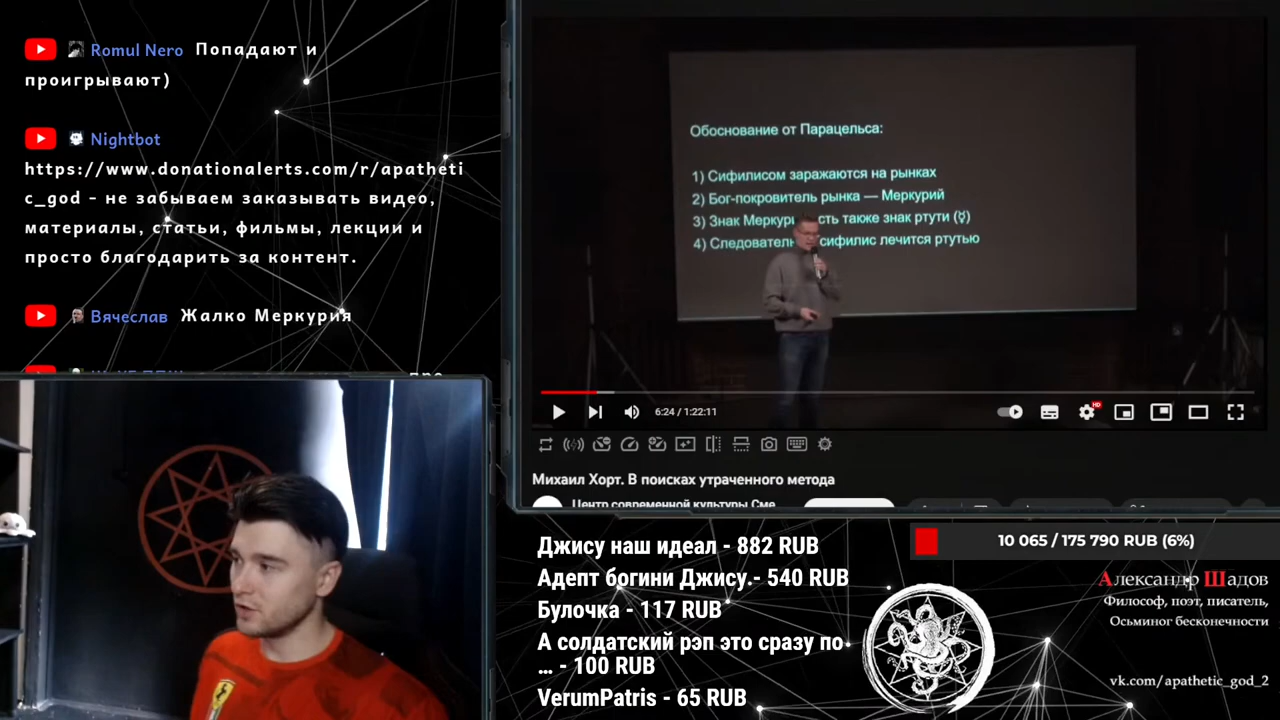 Romul Nero Попадают и
проигрывают)
Nightbot
https://www.donationalerts.com/r/apatheti
c_god - не забываем заказывать видео,
материалы, статьи, фильмы, лекции и
просто благодарить за контент.
Вячеслав Жалко Меркурия
Обоснование от Парацельса:
1) Сифилисом заражаются на рынках
2) Бог-покровитель рынка — Меркурий
3) Знак также знак ртути (☿)
4) сифилис лечится ртутью
6:24 / 1:22:11
HD
Михаил Хорт. В поисках утраченного метода
Центр современной культуры Сме
Джису наш идеал - 882 RUB
Адепт богини Джису.- 540 RUB
Булочка - 117 RUB
А солдатский рэп это сразу по
... - 100 RUB
VerumPatris - 65 RUB
10 065 / 175 790 RUB (6%)
Александр Шадов
Философ, поэт, писатель,
Осьминог бесконечности
vk.com/apathetic_god_2